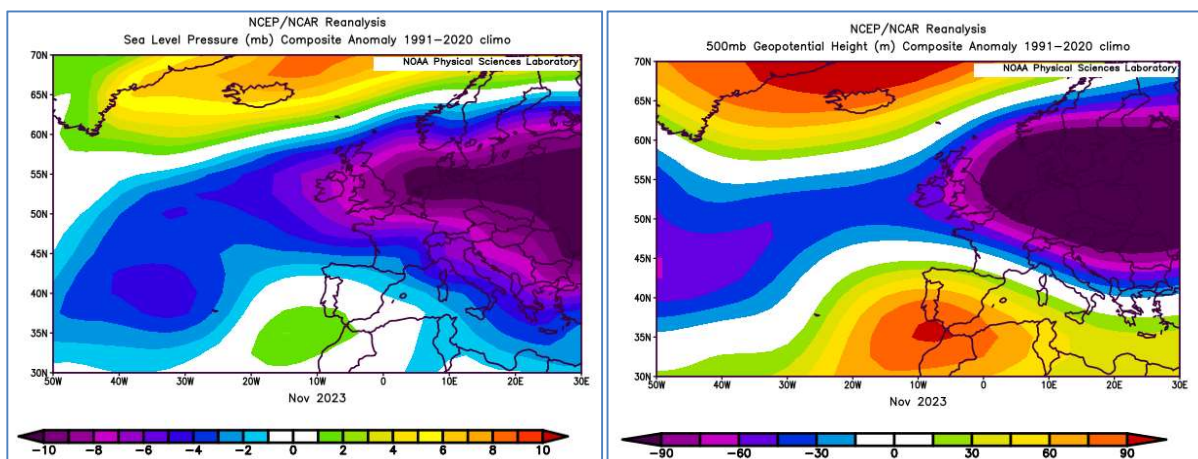 NCEP/NCAR Reanalysis
Sea Level Pressure (mb) Composite Anomaly 1991-2020 climo
NOAA Physical Sciences Laboratory
70N
65N
60N
55N
50N
45N
40N
35N
30N
50W 40W 30W 20W 10W 0 10E 20E 30E
Nov 2023
-10 -8 -6 -4 -2 0 2 4 6 8 10
NCEP/NCAR Reanalysis
500mb Geopotential Height (m) Composite Anomaly 1991-2020 climo
NOAA Physical Sciences Laboratory
70N
65N
60N
55N
50N
45N
40N
35N
30N
50W 40W 30W 20W 10W 0 10E 20E 30E
Nov 2023
-90 -60 -30 0 30 60 90